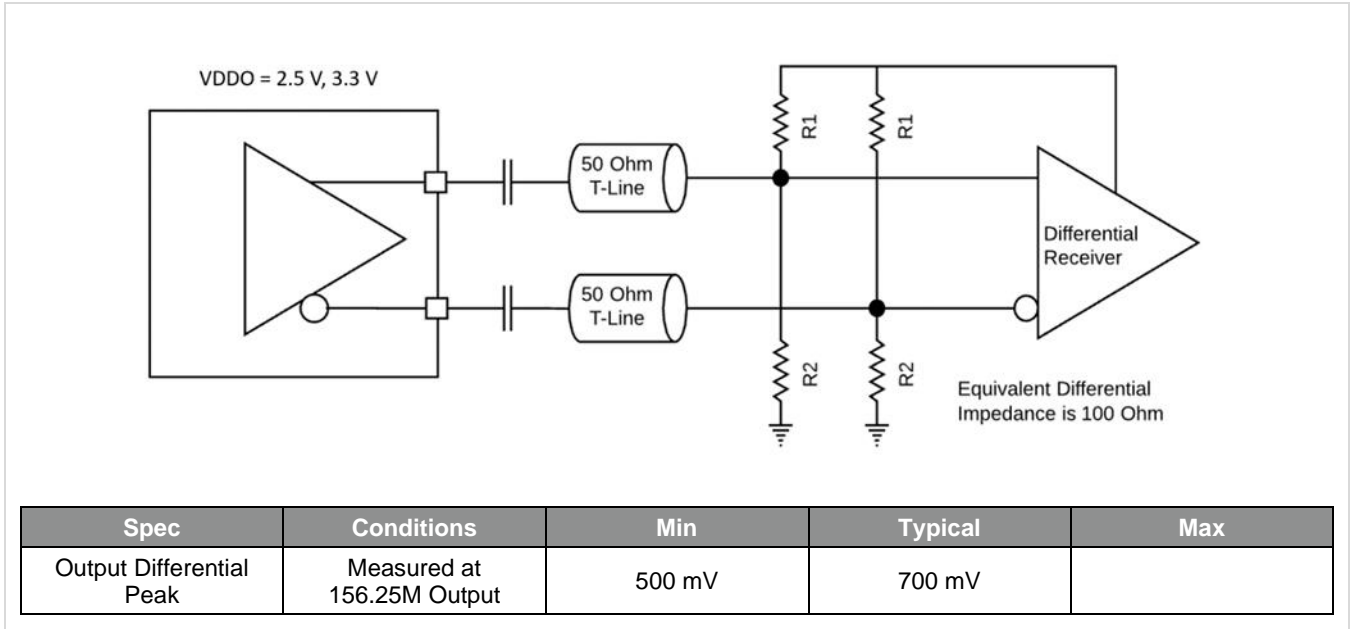 VDDO = 2.5 V, 3.3 V
R1
R1
50 Ohm
T-Line
Differential
Receiver
50 Ohm
T-Line
R2
R2
Equivalent Differential
Impedance is 100 Ohm
Spec Conditions Min Typical Max
Output Differential Peak Measured at 156.25M Output 500 mV 700 mV